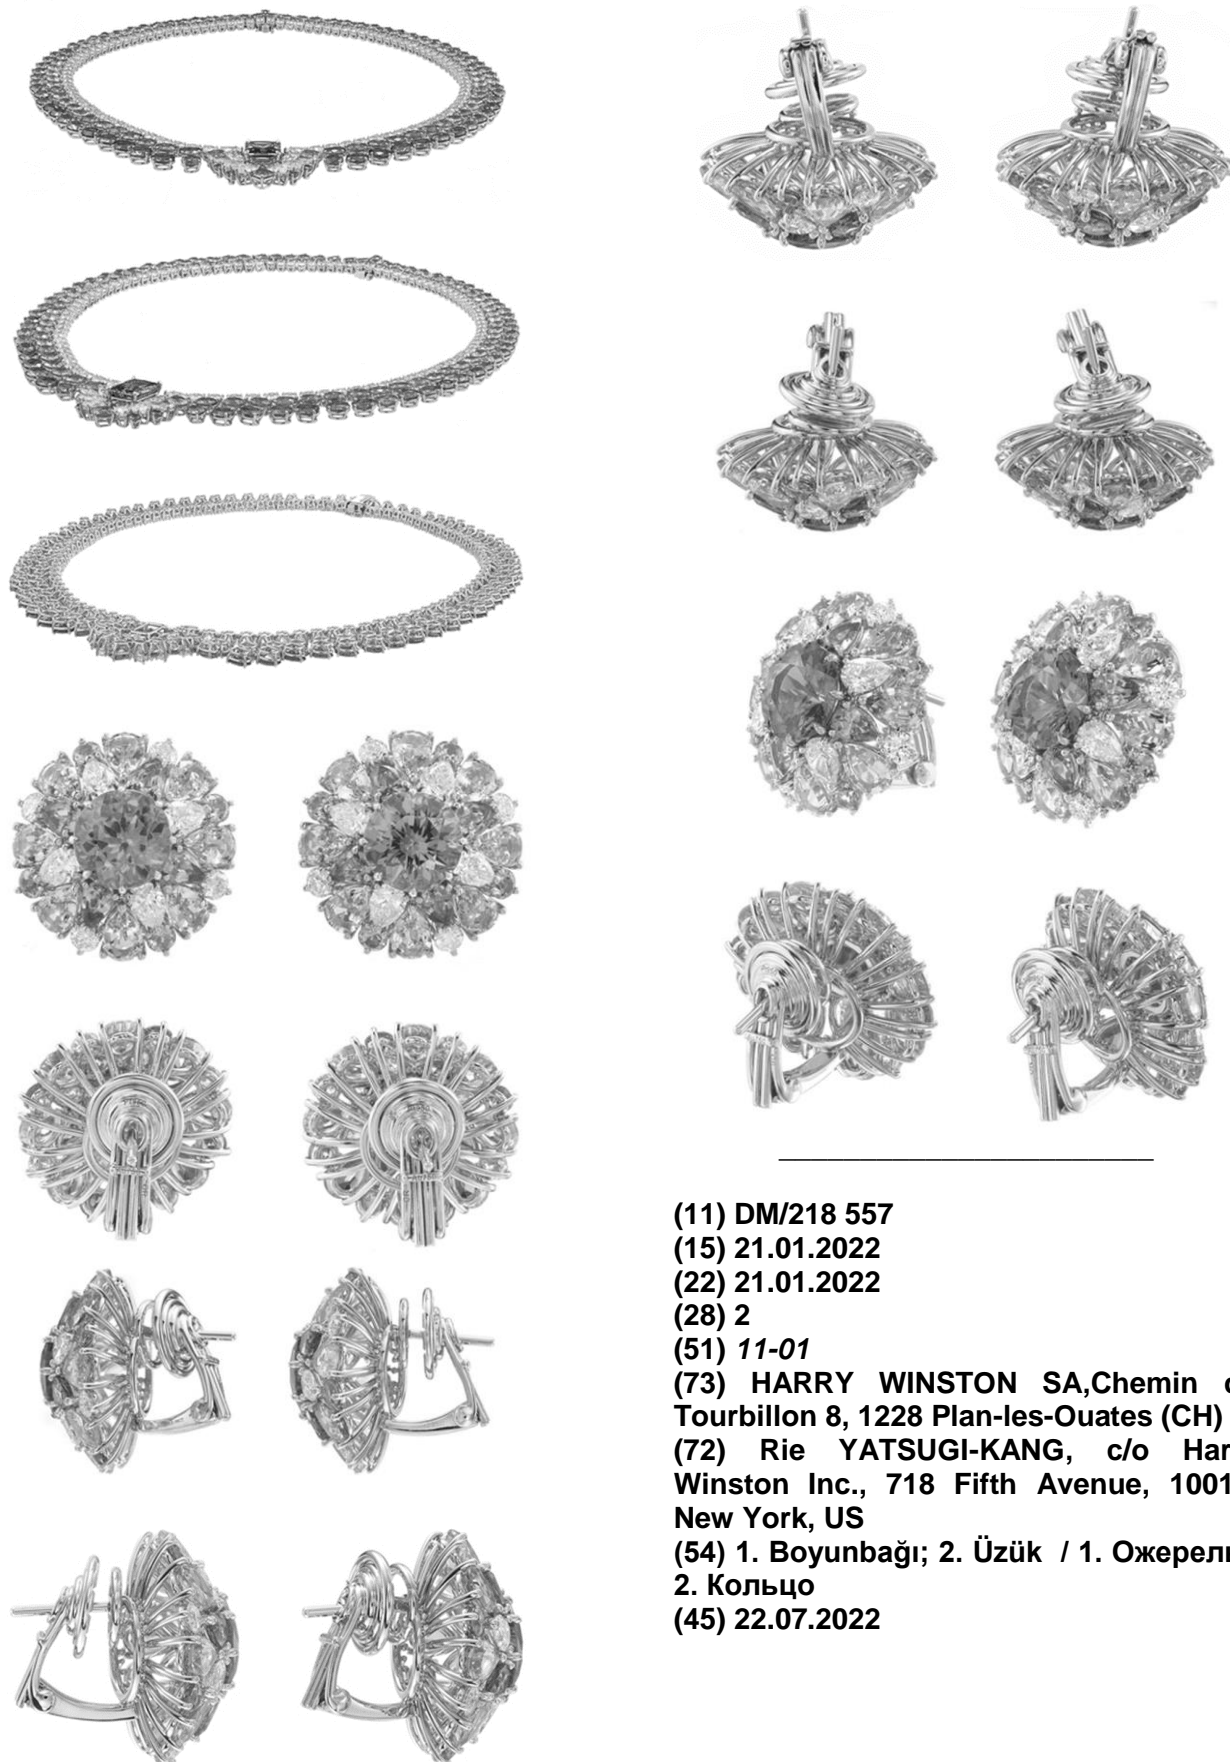 (11) DM/218 557
(15) 21.01.2022
(22) 21.01.2022
(28) 2
(51) 11-01
(73) HARRY WINSTON SA,Chemin
Tourbillon 8, 1228 Plan-les-Ouates (CH)
(72) Rie YATSUGI-KANG, c/o
Winston Inc., 718 Fifth Avenue,
New York, US
(54) 1. Boyunbağı; 2. Üzük / 1.
2. Кольцо
(45) 22.07.2022